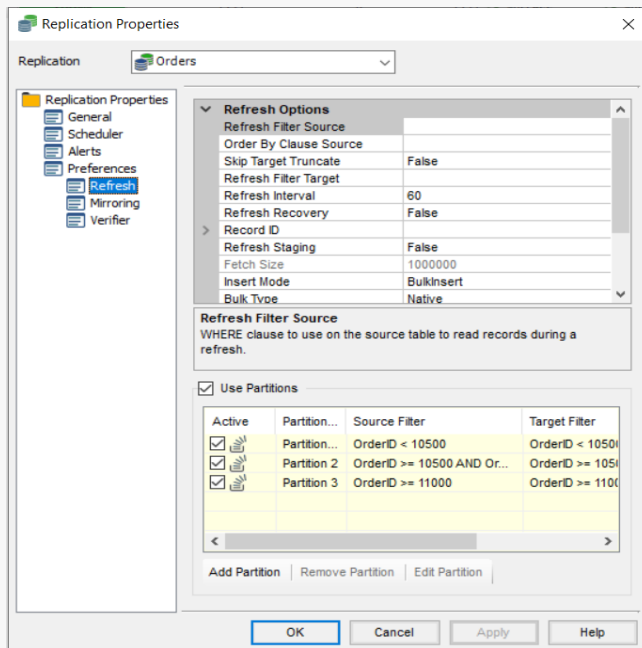 Replication Properties
Replication Orders
Replication Properties
General
Scheduler
Alerts
Preferences
Refresh
Mirroring
Verifier
Refresh Options
Refresh Filter Source
Order By Clause Source
Skip Target Truncate False
Refresh Filter Target
Refresh Interval 60
Refresh Recovery False
Record ID
Refresh Staging False
Fetch Size 1000000
Insert Mode BulkInsert
Bulk Type Native
Refresh Filter Source
WHERE clause to use on the source table to read records during a
refresh.
Use Partitions
Active Partition... Source Filter Target Filter
Partition... OrderID < 10500 OrderID < 10500
Partition 2 OrderID >= 10500 AND Or... OrderID >= 105
Partition 3 OrderID >= 11000 OrderID >= 1100
Add Partition Remove Partition Edit Partition
OK Cancel Apply Help